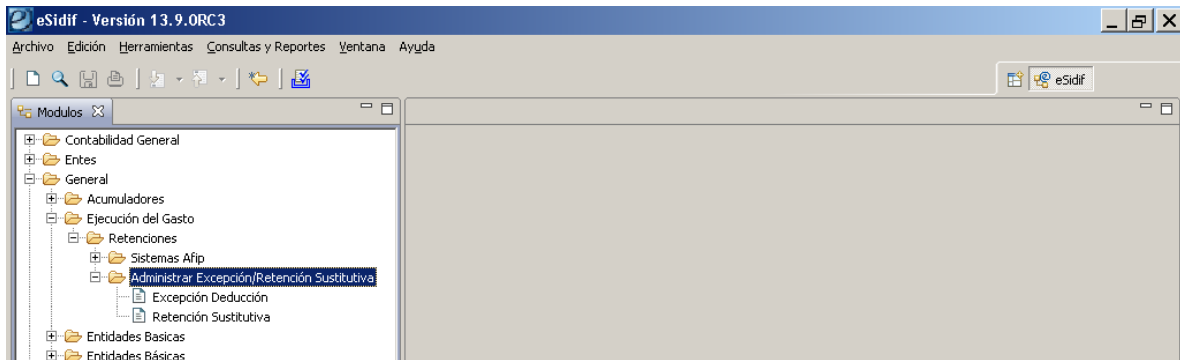 eSidif - Versión 13.9.0RC3
Archivo Edición Herramientas Consultas y Reportes Ventana Ayuda
eSidif
Modulos
Contabilidad General
Entes
General
Acumuladores
Ejecución del Gasto
Retenciones
Sistemas Afip
Administrar Excepción/Retención Sustitutiva
Excepción Deducción
Retención Sustitutiva
Entidades Basicas
Entidades Básicas